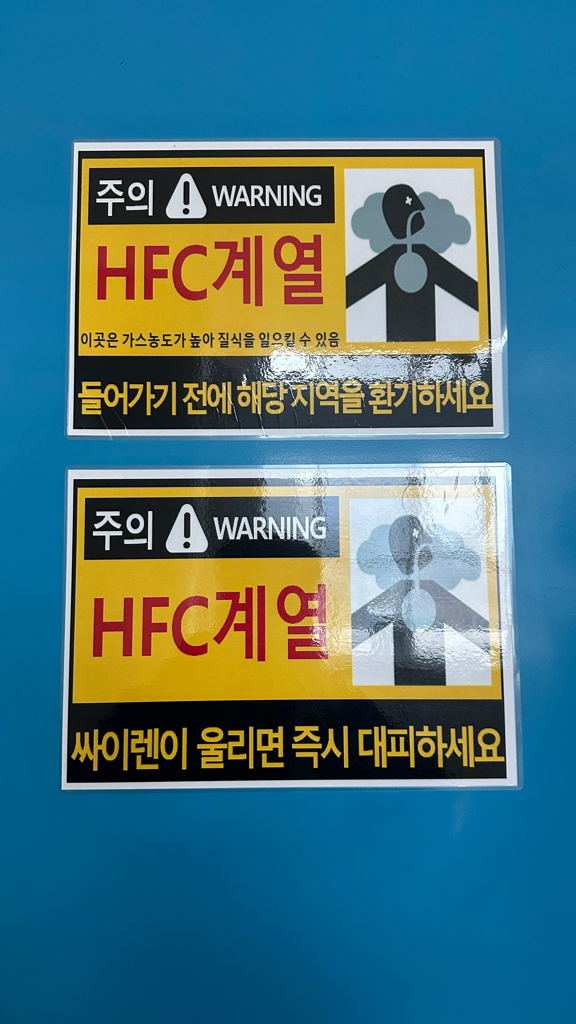 주의 WARNING
HFC계열
이곳은 가스농도가 높아 질식을 일으킬 수 있음
들어가기 전에 해당 지역을 환기하세요
주의 WARNING
HFC계열
싸이렌이 울리면 즉시 대피하세요